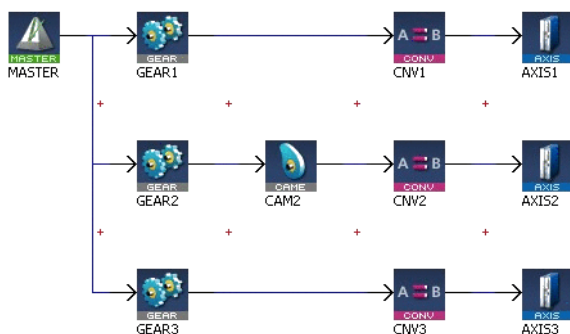 MASTER
GEAR
A B
CONV
AXIS
MASTER
GEAR1
CNV1
AXIS1
GEAR
CAME
A B
CONV
AXIS
GEAR2
CAM2
CNV2
AXIS2
GEAR
A B
CONV
AXIS
GEAR3
CNV3
AXIS3